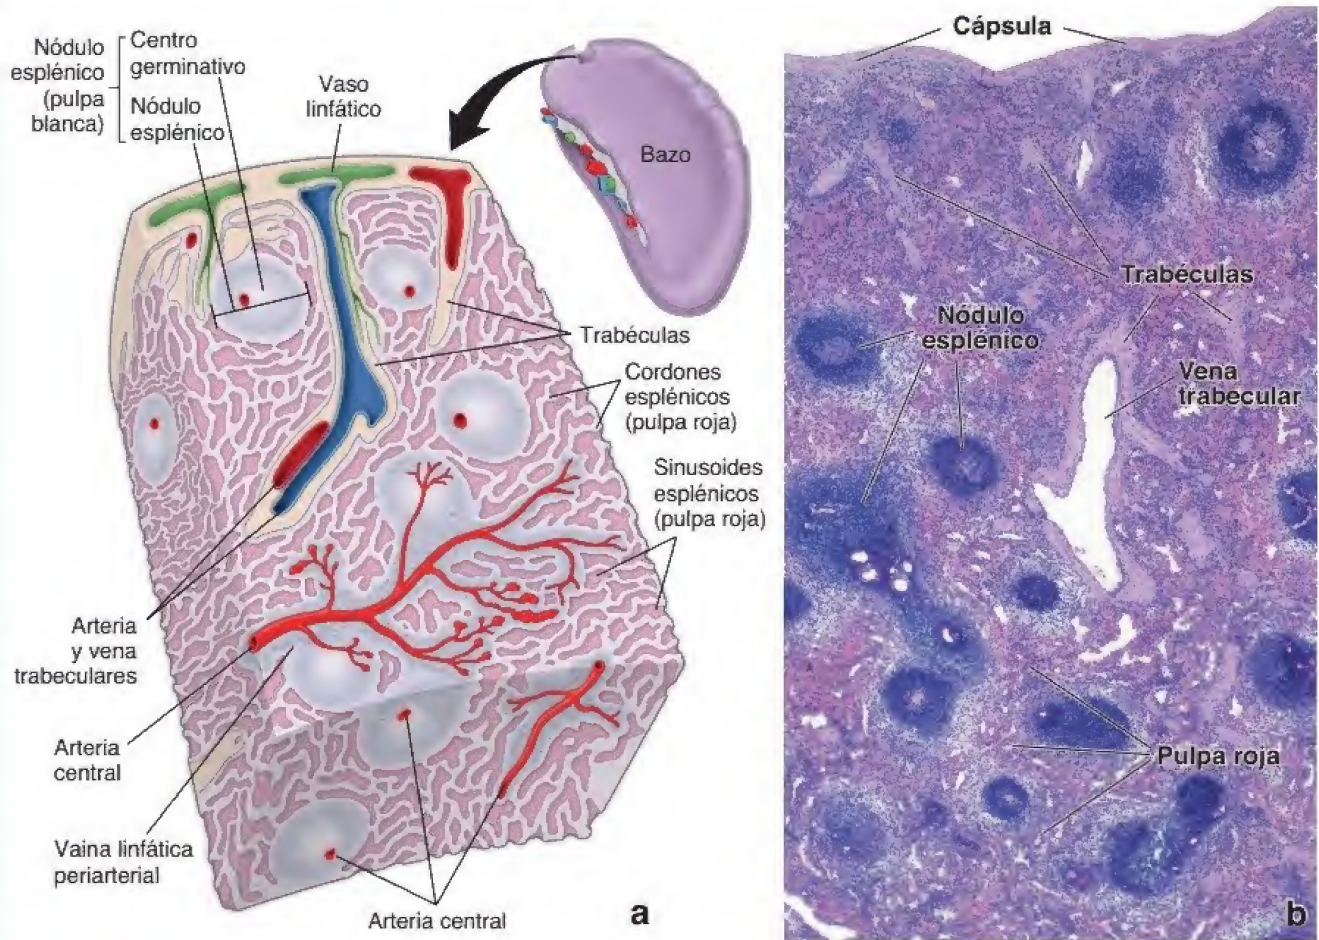 Nódulo
esplénico
(pulpa
blanca)
Centro
germinativo
Nódulo
esplénico
Vaso
linfático
Bazo
Trabéculas
Cordones
esplénicos
(pulpa roja)
Sinusoides
esplénicos
(pulpa roja)
Arteria
y vena
trabeculares
Arteria
central
Vaina linfática
periarterial
Arteria central
a
Cápsula
Trabéculas
Nódulo
esplénico
Vena
trabecular
Pulpa roja
b